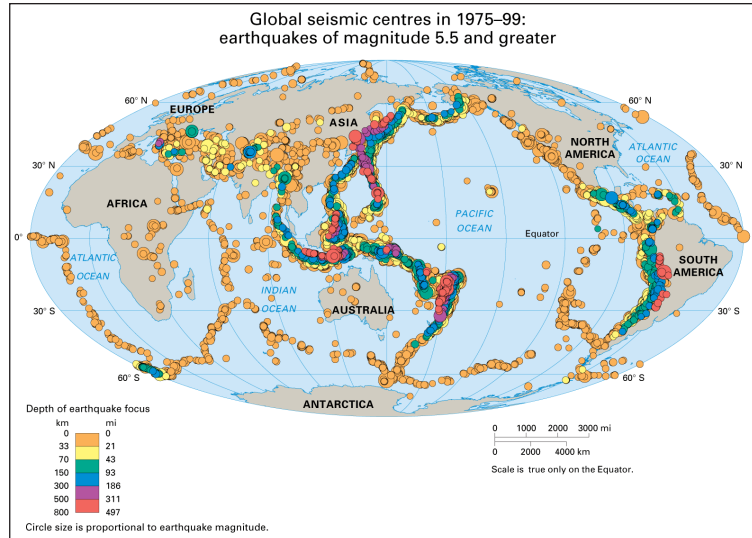 Global seismic centres in 1975–99:
earthquakes of magnitude 5.5 and greater
60° N
60° N
EUROPE
ASIA
NORTH
AMERICA
ATLANTIC
OCEAN
30° N
30° N
AFRICA
PACIFIC
OCEAN
0°
Equator
0°
ATLANTIC
OCEAN
SOUTH
AMERICA
INDIAN
OCEAN
AUSTRALIA
30° S
30° S
60° S
60° S
ANTARCTICA
Depth of earthquake focus
km mi
0 0
33 21
70 43
150 93
300 186
500 311
800 497
0 1000 2000 3000 mi
0 2000 4000 km
Scale is true only on the Equator.
Circle size is proportional to earthquake magnitude.